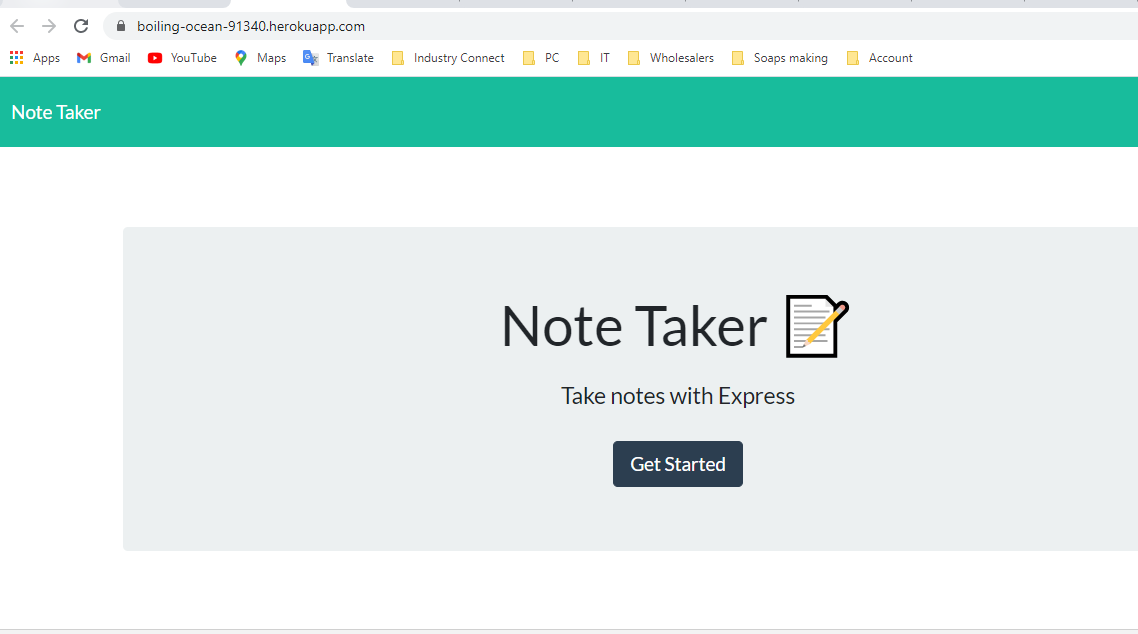 boiling-ocean-91340.herokuapp.com
Apps Gmail YouTube Maps Translate Industry Connect PC IT Wholesalers Soaps making Account
Note Taker
Note Taker
Take notes with Express
Get Started